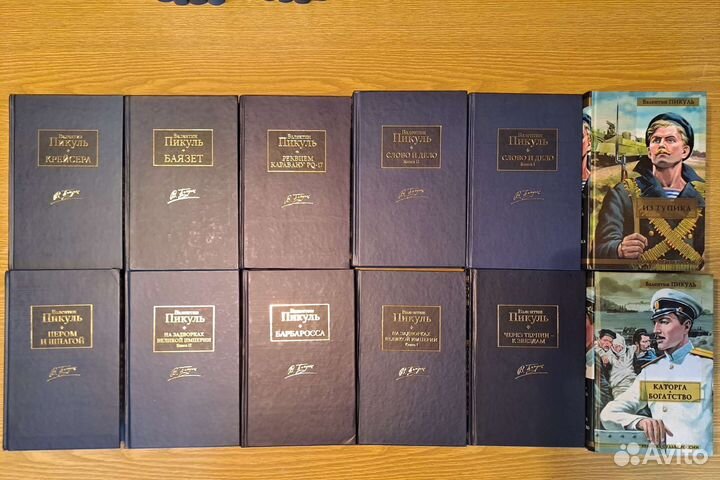 Валентин
Пикуль
КРЕЙСЕРА
Валентин
Пикуль
БАЯЗЕТ
Валентин
Пикуль
РЕКВИЕМ
КАРАВАНУ PQ-17
Валентин
Пикуль
СЛОВО И ДЕЛО
Книга II
Валентин
Пикуль
СЛОВО И ДЕЛО
Книга I
Валентин ПИКУЛЬ
ИЗ ТУПИКА
Валентин
Пикуль
ПЕРОМ
И ШПАГОЙ
Валентин
Пикуль
НА ЗАДВОРКАХ
ВЕЛИКОЙ ИМПЕРИИ
Книга II
Валентин
Пикуль
БАРБАРОССА
Валентин
Пикуль
НА ЗАДВОРКАХ
ВЕЛИКОЙ ИМПЕРИИ
Книга I
Валентин
Пикуль
ЧЕРЕЗ ТЕРНИИ –
К ЗВЕЗДАМ
Валентин ПИКУЛЬ
КАТОРГА
БОГАТСТВО
Avito